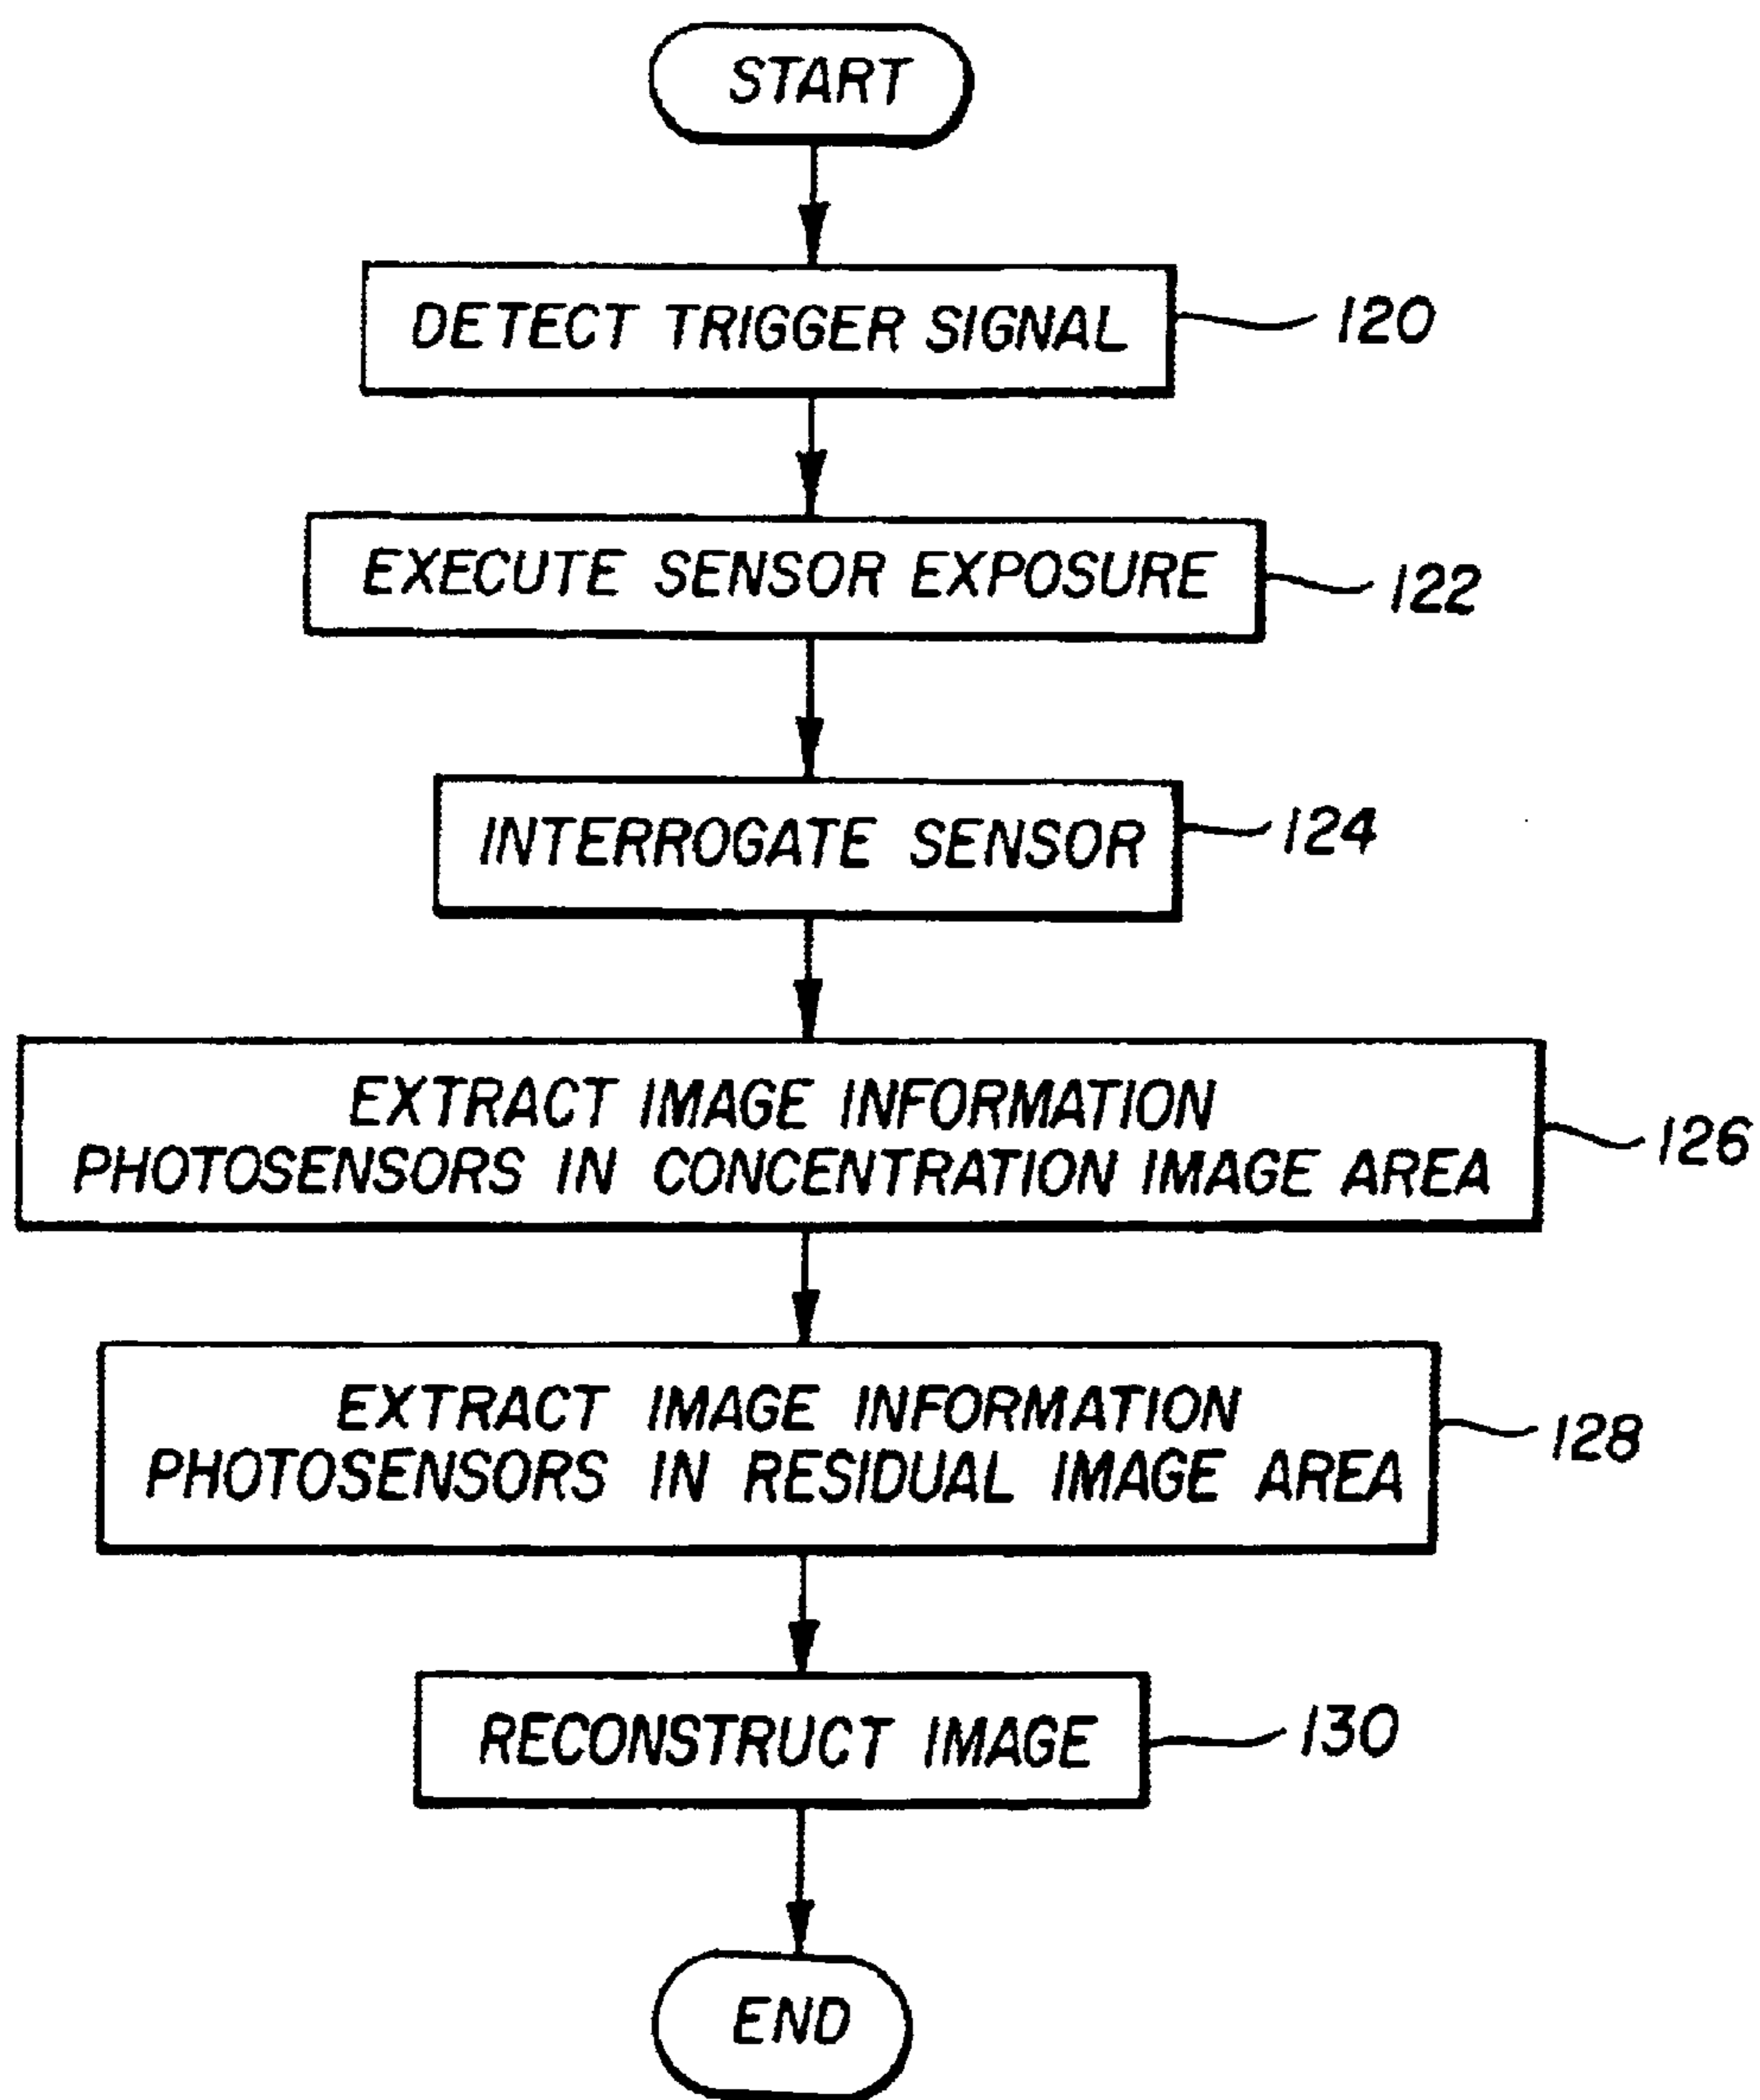 START
DETECT TRIGGER SIGNAL
120
EXECUTE SENSOR EXPOSURE
122
INTERROGATE SENSOR
124
EXTRACT IMAGE INFORMATION
PHOTOSENSORS IN CONCENTRATION IMAGE AREA
126
EXTRACT IMAGE INFORMATION
PHOTOSENSORS IN RESIDUAL IMAGE AREA
128
RECONSTRUCT IMAGE
130
END